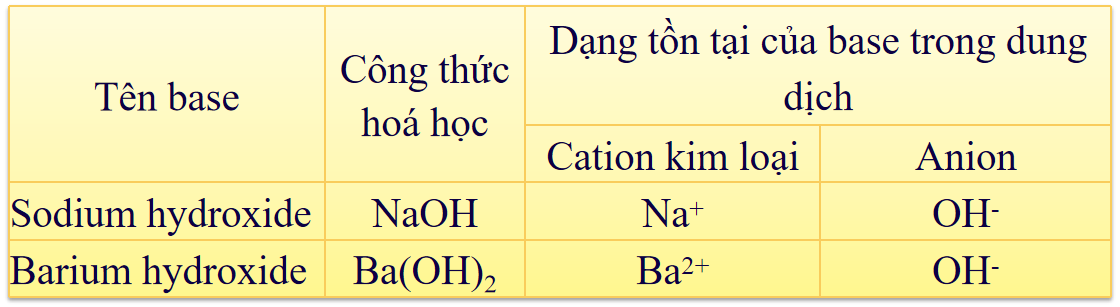 Tên base
Công thức
hoá học
Dạng tồn tại của base trong dung
dịch
Cation kim loại Anion
Sodium hydroxide NaOH Na⁺ OH⁻
Barium hydroxide Ba(OH)₂ Ba²⁺ OH⁻